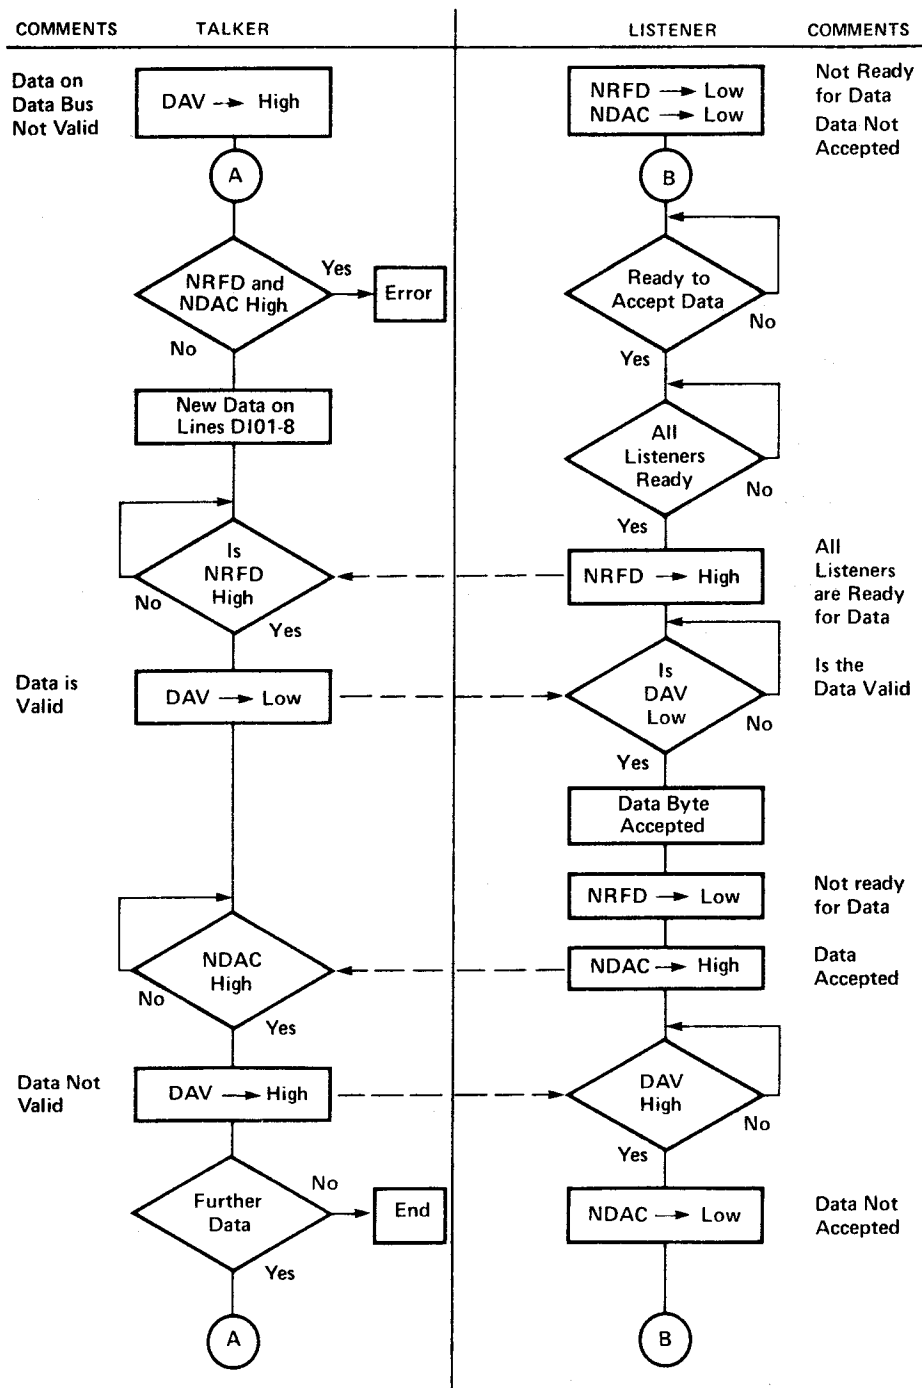 COMMENTS TALKER LISTENER COMMENTS
Data on
Data Bus
Not Valid
DAV → High
A
NRFD and
NDAC High
Yes
Error
No
New Data on
Lines DI01-8
Is
NRFD
High
No
Yes
Data is
Valid
DAV → Low
NDAC
High
No
Yes
Data Not
Valid
DAV → High
Further
Data
No
End
Yes
A
NRFD → Low
NDAC → Low
Not Ready
for Data
Data Not
Accepted
B
Ready to
Accept Data
No
Yes
All
Listeners
Ready
No
Yes
NRFD → High
All
Listeners
are Ready
for Data
Is
DAV
Low
No
Is the
Data Valid
Yes
Data Byte
Accepted
NRFD → Low
Not ready
for Data
NDAC → High
Data
Accepted
DAV
High
No
Yes
NDAC → Low
Data Not
Accepted
B